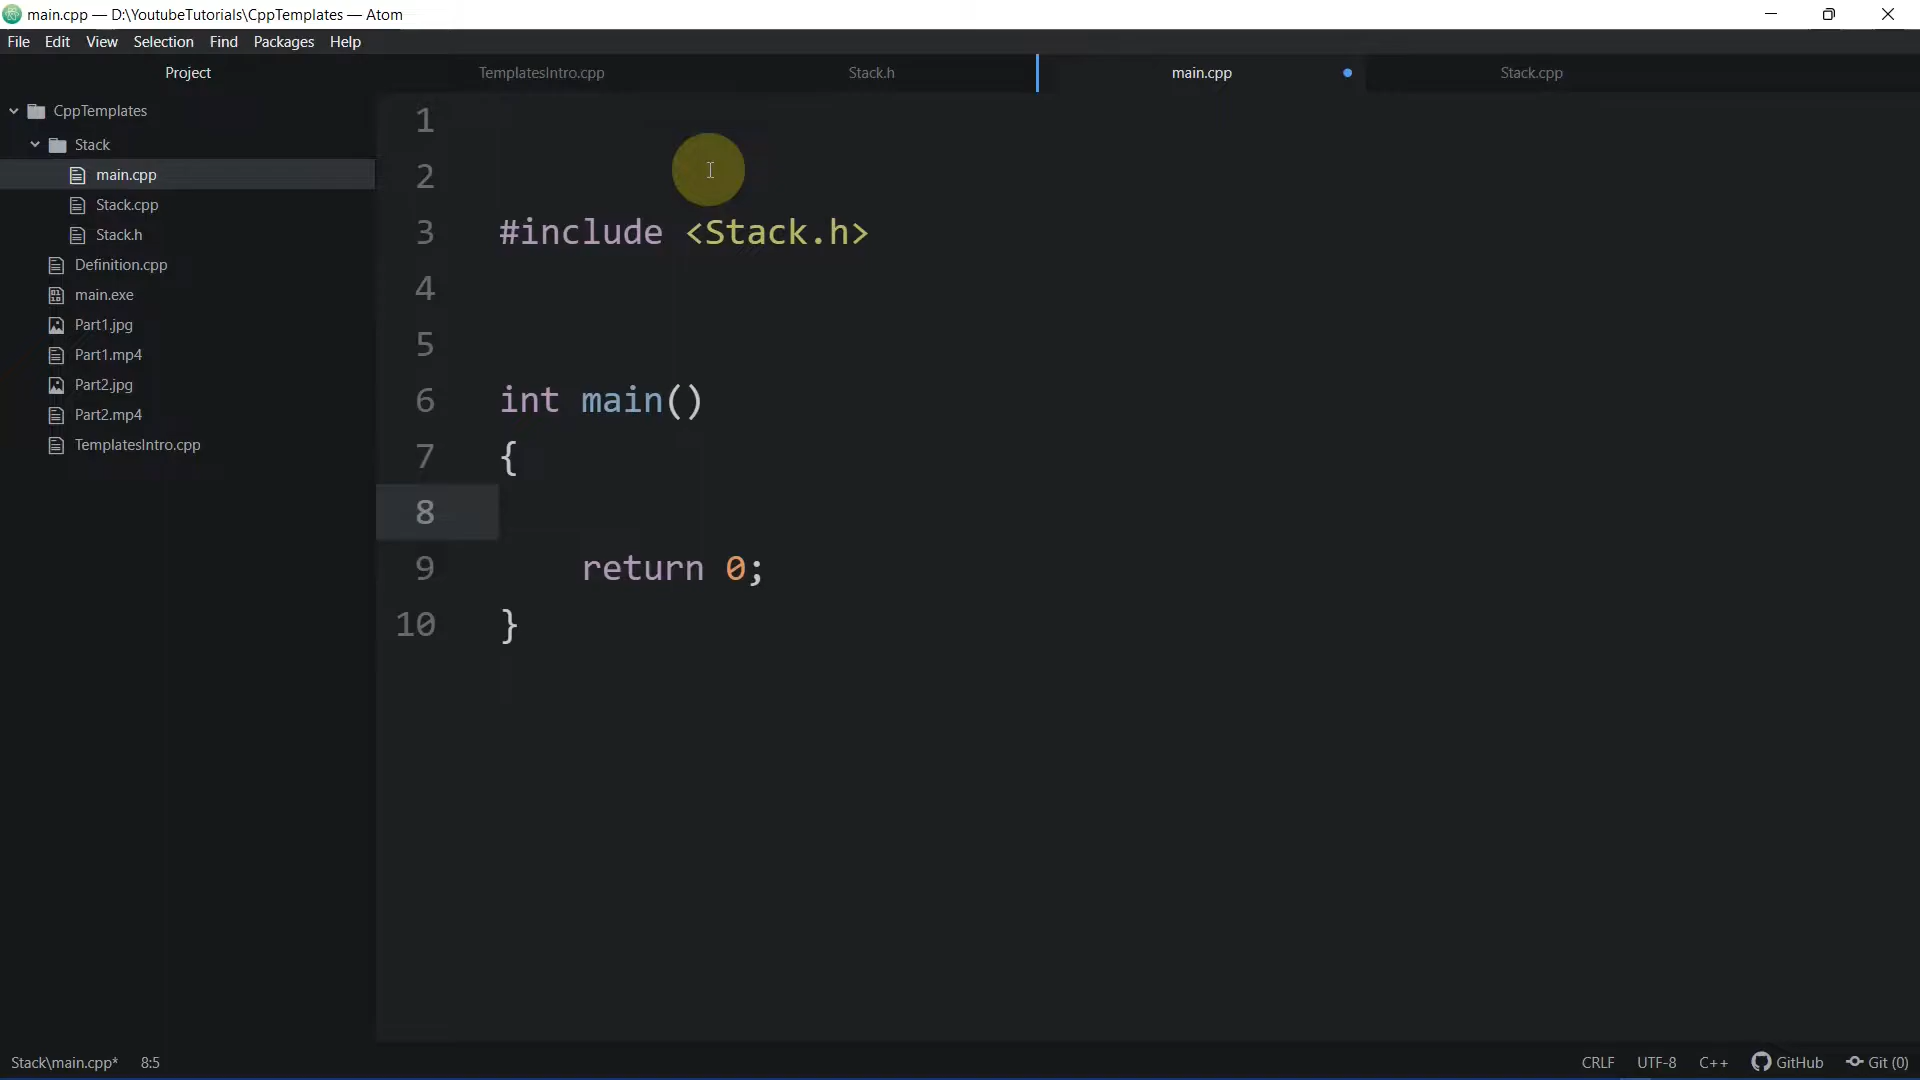 main.cpp — D:\YoutubeTutorials\CppTemplates — Atom
File Edit View Selection Find Packages Help
Project
TemplatesIntro.cpp Stack.h main.cpp Stack.cpp
CppTemplates
Stack
main.cpp
Stack.cpp
Stack.h
Definition.cpp
main.exe
Part1.jpg
Part1.mp4
Part2.jpg
Part2.mp4
TemplatesIntro.cpp
1
2
3 #include <Stack.h>
4
5
6 int main()
7 {
8
9 return 0;
10 }
Stack\main.cpp* 8:5 CRLF UTF-8 C++ GitHub Git (0)